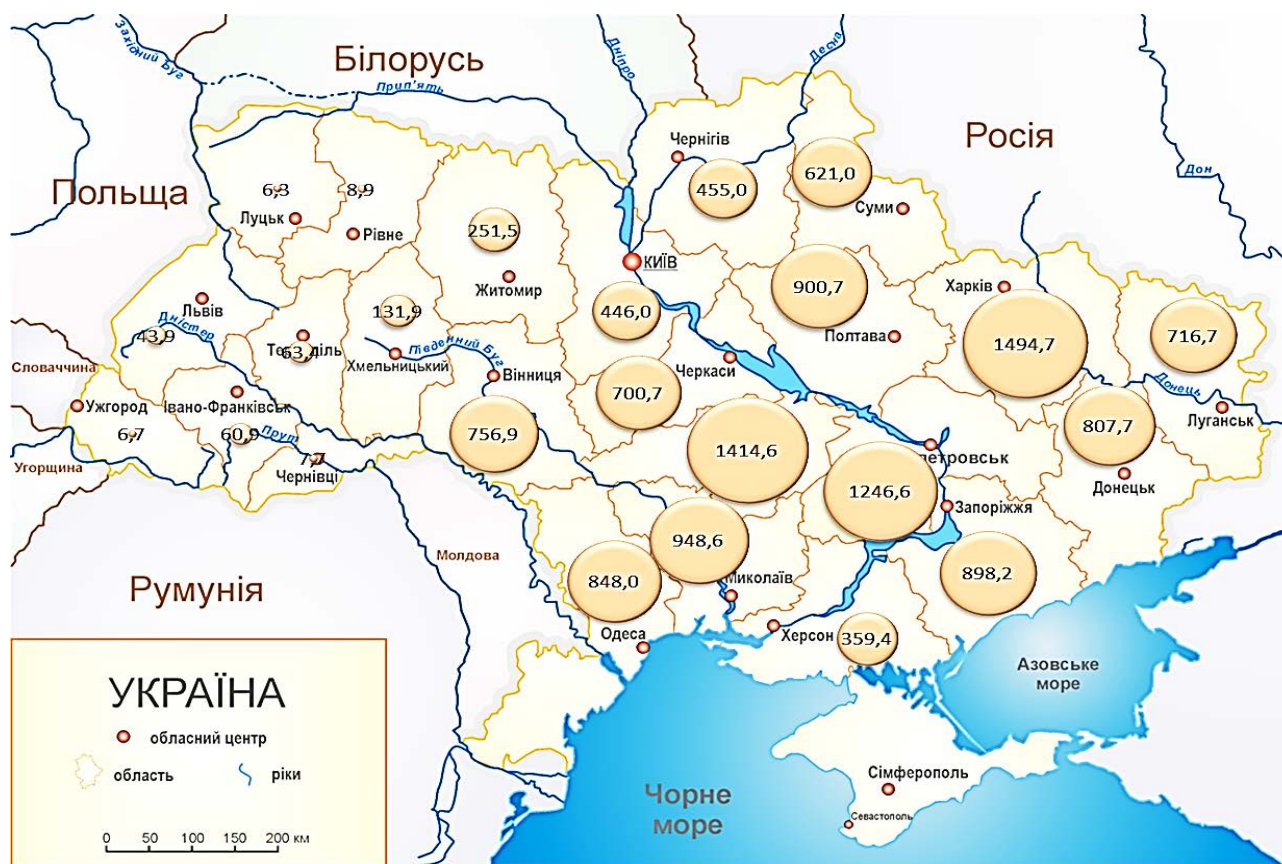 Західний Буг
Дніпро
Десна
Білорусь
Прип'ять
Росія
Дон
Польща
Чернігів
455,0
621,0
Суми
6,3
8,9
Луцьк
Рівне
251,5
Житомир
КИЇВ
446,0
900,7
Полтава
Харків
1494,7
716,7
Львів
Дністер
43,9
131,9
63,4
Хмельницький
Південний Буг
Вінниця
Черкаси
700,7
Донець
Луганськ
807,7
Донецьк
Словаччина
Ужгород
6,7
Івано-Франківськ
60,9
Прут
7,7
Чернівці
Угорщина
756,9
1414,6
1246,6
петровськ
Запоріжжя
948,6
898,2
Молдова
848,0
Миколаїв
Румунія
Одеса
Херсон
359,4
Азовське
море
УКРАЇНА
обласний центр
область
ріки
0 50 100 150 200 км
Чорне
море
Сімферополь
Севастополь